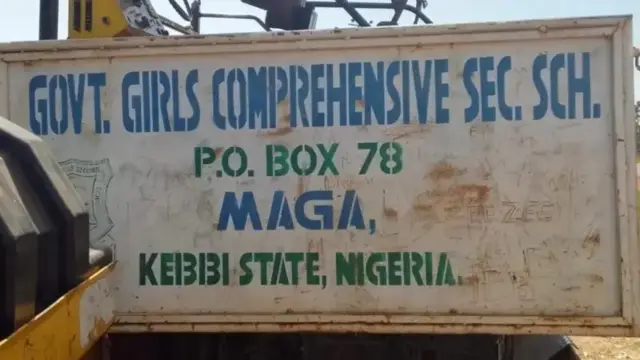 GOVT. GIRLS COMPREHENSIVE SEC. SCH.
P.O. BOX 78
MAGA,
KEBBI STATE, NIGERIA.